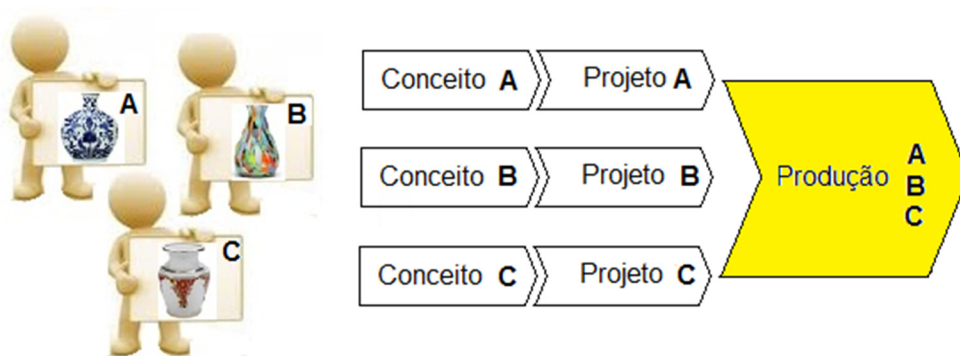 A
B
C
Conceito A
Projeto A
Conceito B
Projeto B
Conceito C
Projeto C
Produção
A
B
C